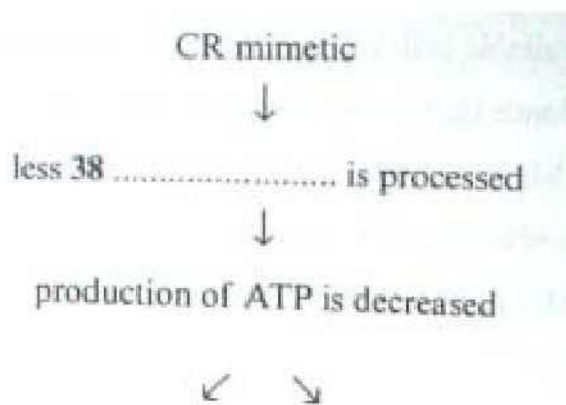 CR mimetic
↓
less 38 ........................ is processed
↓
production of ATP is decreased
↙ ↘